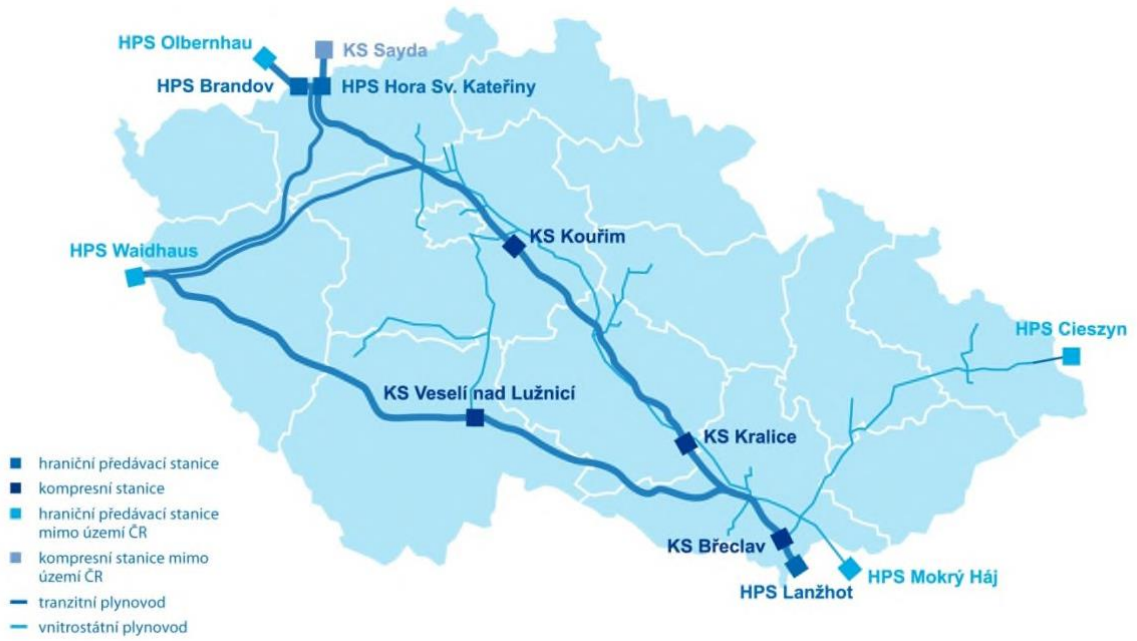 HPS Olbernhau
KS Sayda
HPS Brandov
HPS Hora Sv. Kateřiny
KS Kouřim
HPS Waidhaus
HPS Cieszyn
KS Veselí nad Lužnicí
KS Kralice
hraniční předávací stanice
kompresní stanice
hraniční předávací stanice
mimo území ČR
kompresní stanice mimo
území ČR
tranzitní plynovod
vnitrostátní plynovod
KS Břeclav
HPS Mokrý Háj
HPS Lanžhot